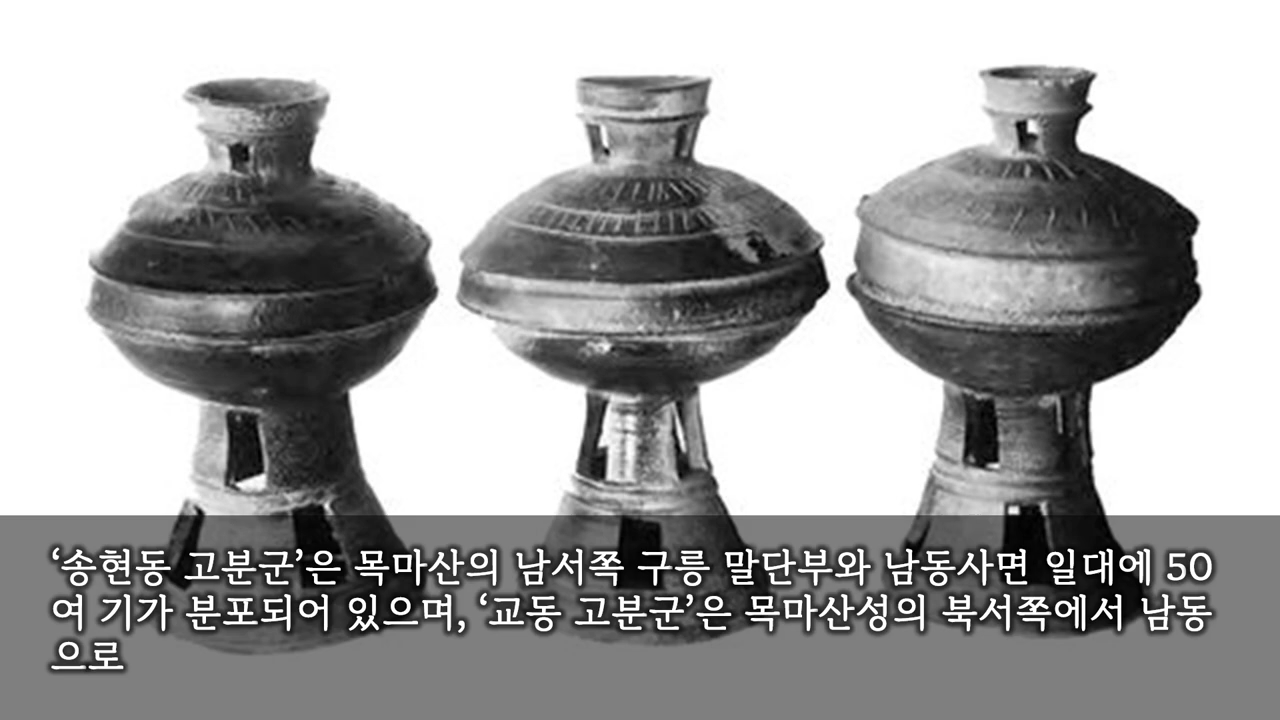 ‘송현동 고분군’은 목마산의 남서쪽 구릉 말단부와 남동사면 일대에 50
여 기가 분포되어 있으며, ‘교동 고분군’은 목마산성의 북서쪽에서 남동
으로